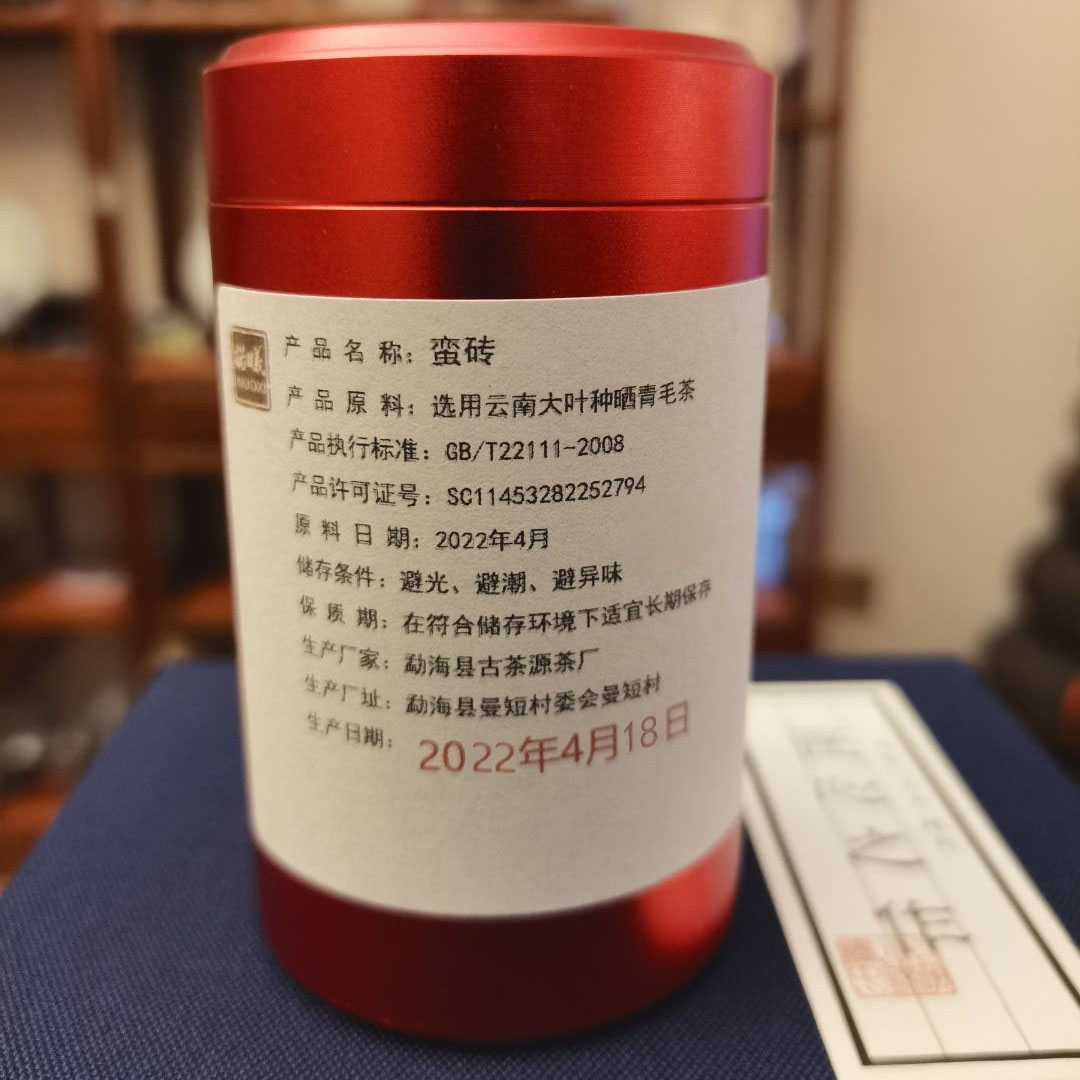 诺曦
NUOXI
产品名称：蛮砖
产品原料：选用云南大叶种晒青毛茶
产品执行标准：GB/T22111-2008
产品许可证号：SC11453282252794
原料日期：2022年4月
储存条件：避光、避潮、避异味
保质期：在符合储存环境下适宜长期保存
生产厂家：勐海县古茶源茶厂
生产厂址：勐海县曼短村委会曼短村
生产日期：2022年4月18日